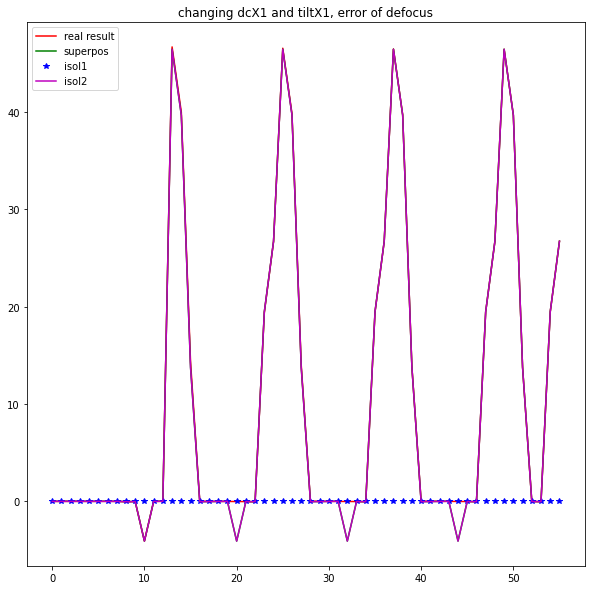 changing dcX1 and tiltX1, error of defocus
real result
superpos
isol1
isol2
40
30
20
10
0
0 10 20 30 40 50